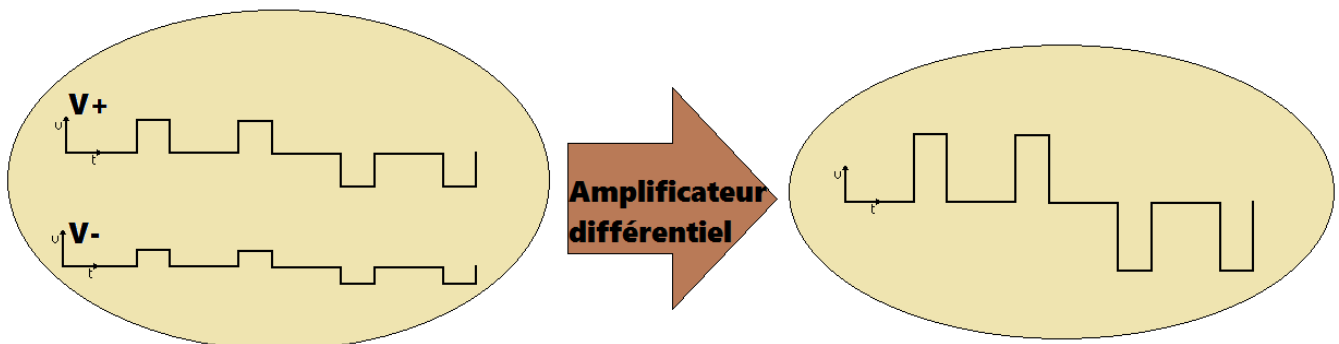 V+
U
t
V-
U
t
Amplificateur
différentiel
U
t